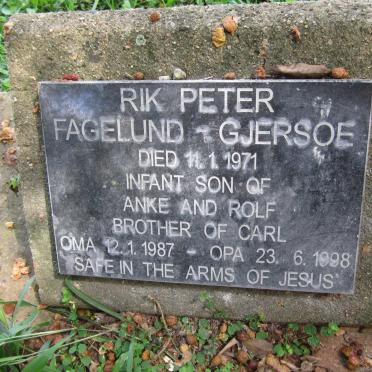 RIK PETER
FAGELUND - GJERSOE
DIED 11.1.1971
INFANT SON OF
ANKE AND ROLF
BROTHER OF CARL
OMA 12.1.1987 - OPA 23.6.1998
'SAFE IN THE ARMS OF JESUS'